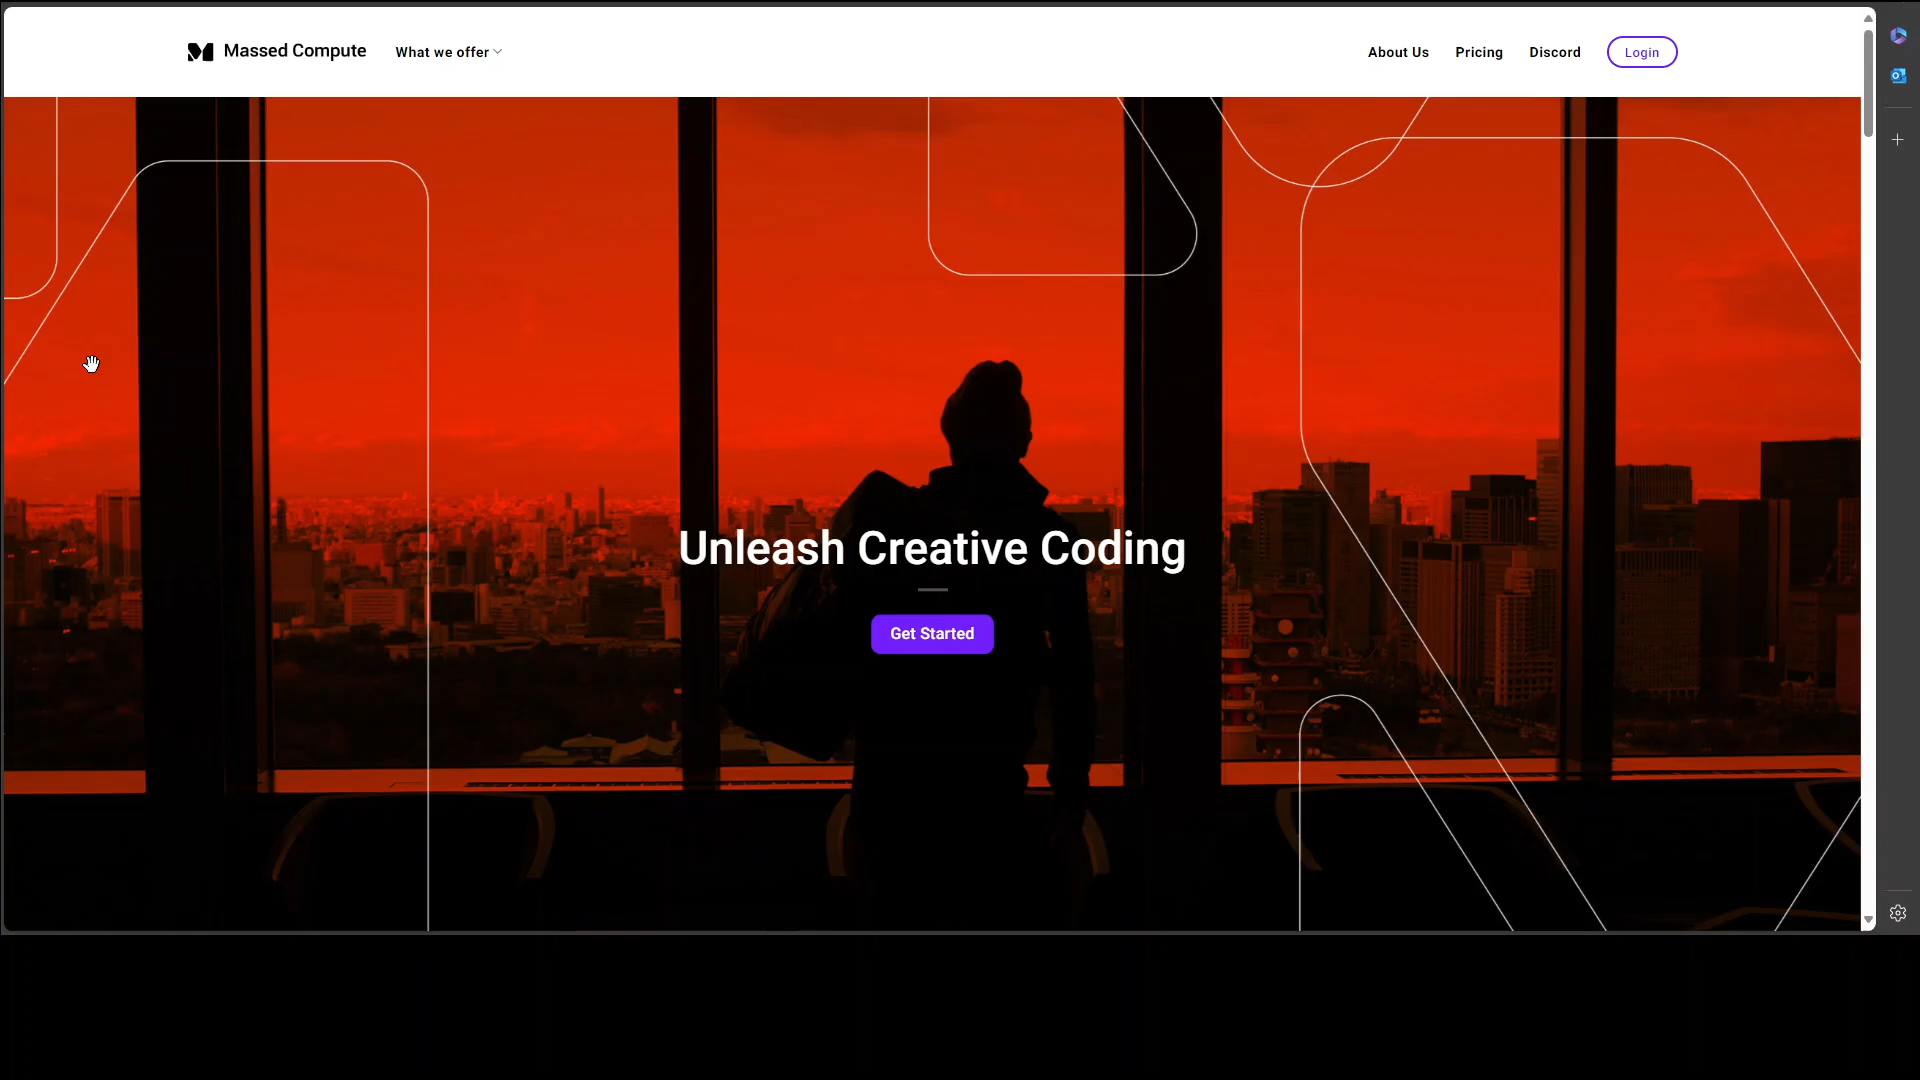 Massed Compute
What we offer
About Us
Pricing
Discord
Login
Unleash Creative Coding
Get Started